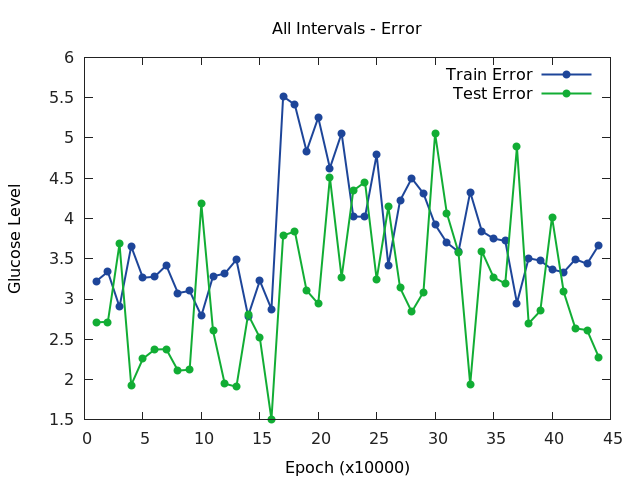 All Intervals - Error
Train Error
Test Error
Glucose Level
6
5.5
5
4.5
4
3.5
3
2.5
2
1.5
0 5 10 15 20 25 30 35 40 45
Epoch (x10000)